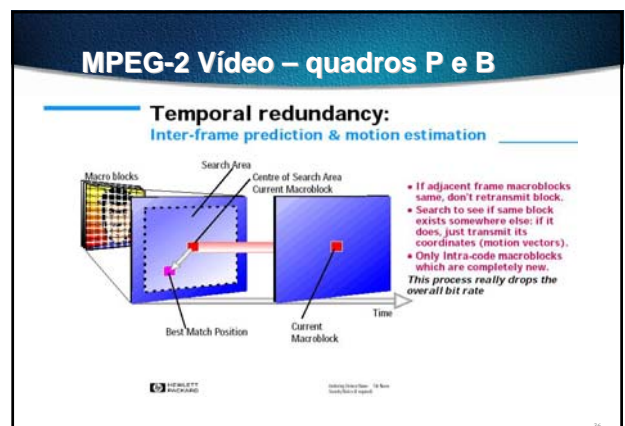 MPEG-2 Vídeo – quadros P e B
Temporal redundancy:
Inter-frame prediction & motion estimation
Search Area
Macro blocks
Centre of Search Area
Current Macroblock
• If adjacent frame macroblocks
same, don't retransmit block.
• Search to see if same block
exists somewhere else: if it
does, just transmit its
coordinates (motion vectors).
• Only Intra-code macroblocks
which are completely new.
This process really drops the
overall bit rate
Time
Best Match Position
Current
Macroblock
HEWLETT
PACKARD